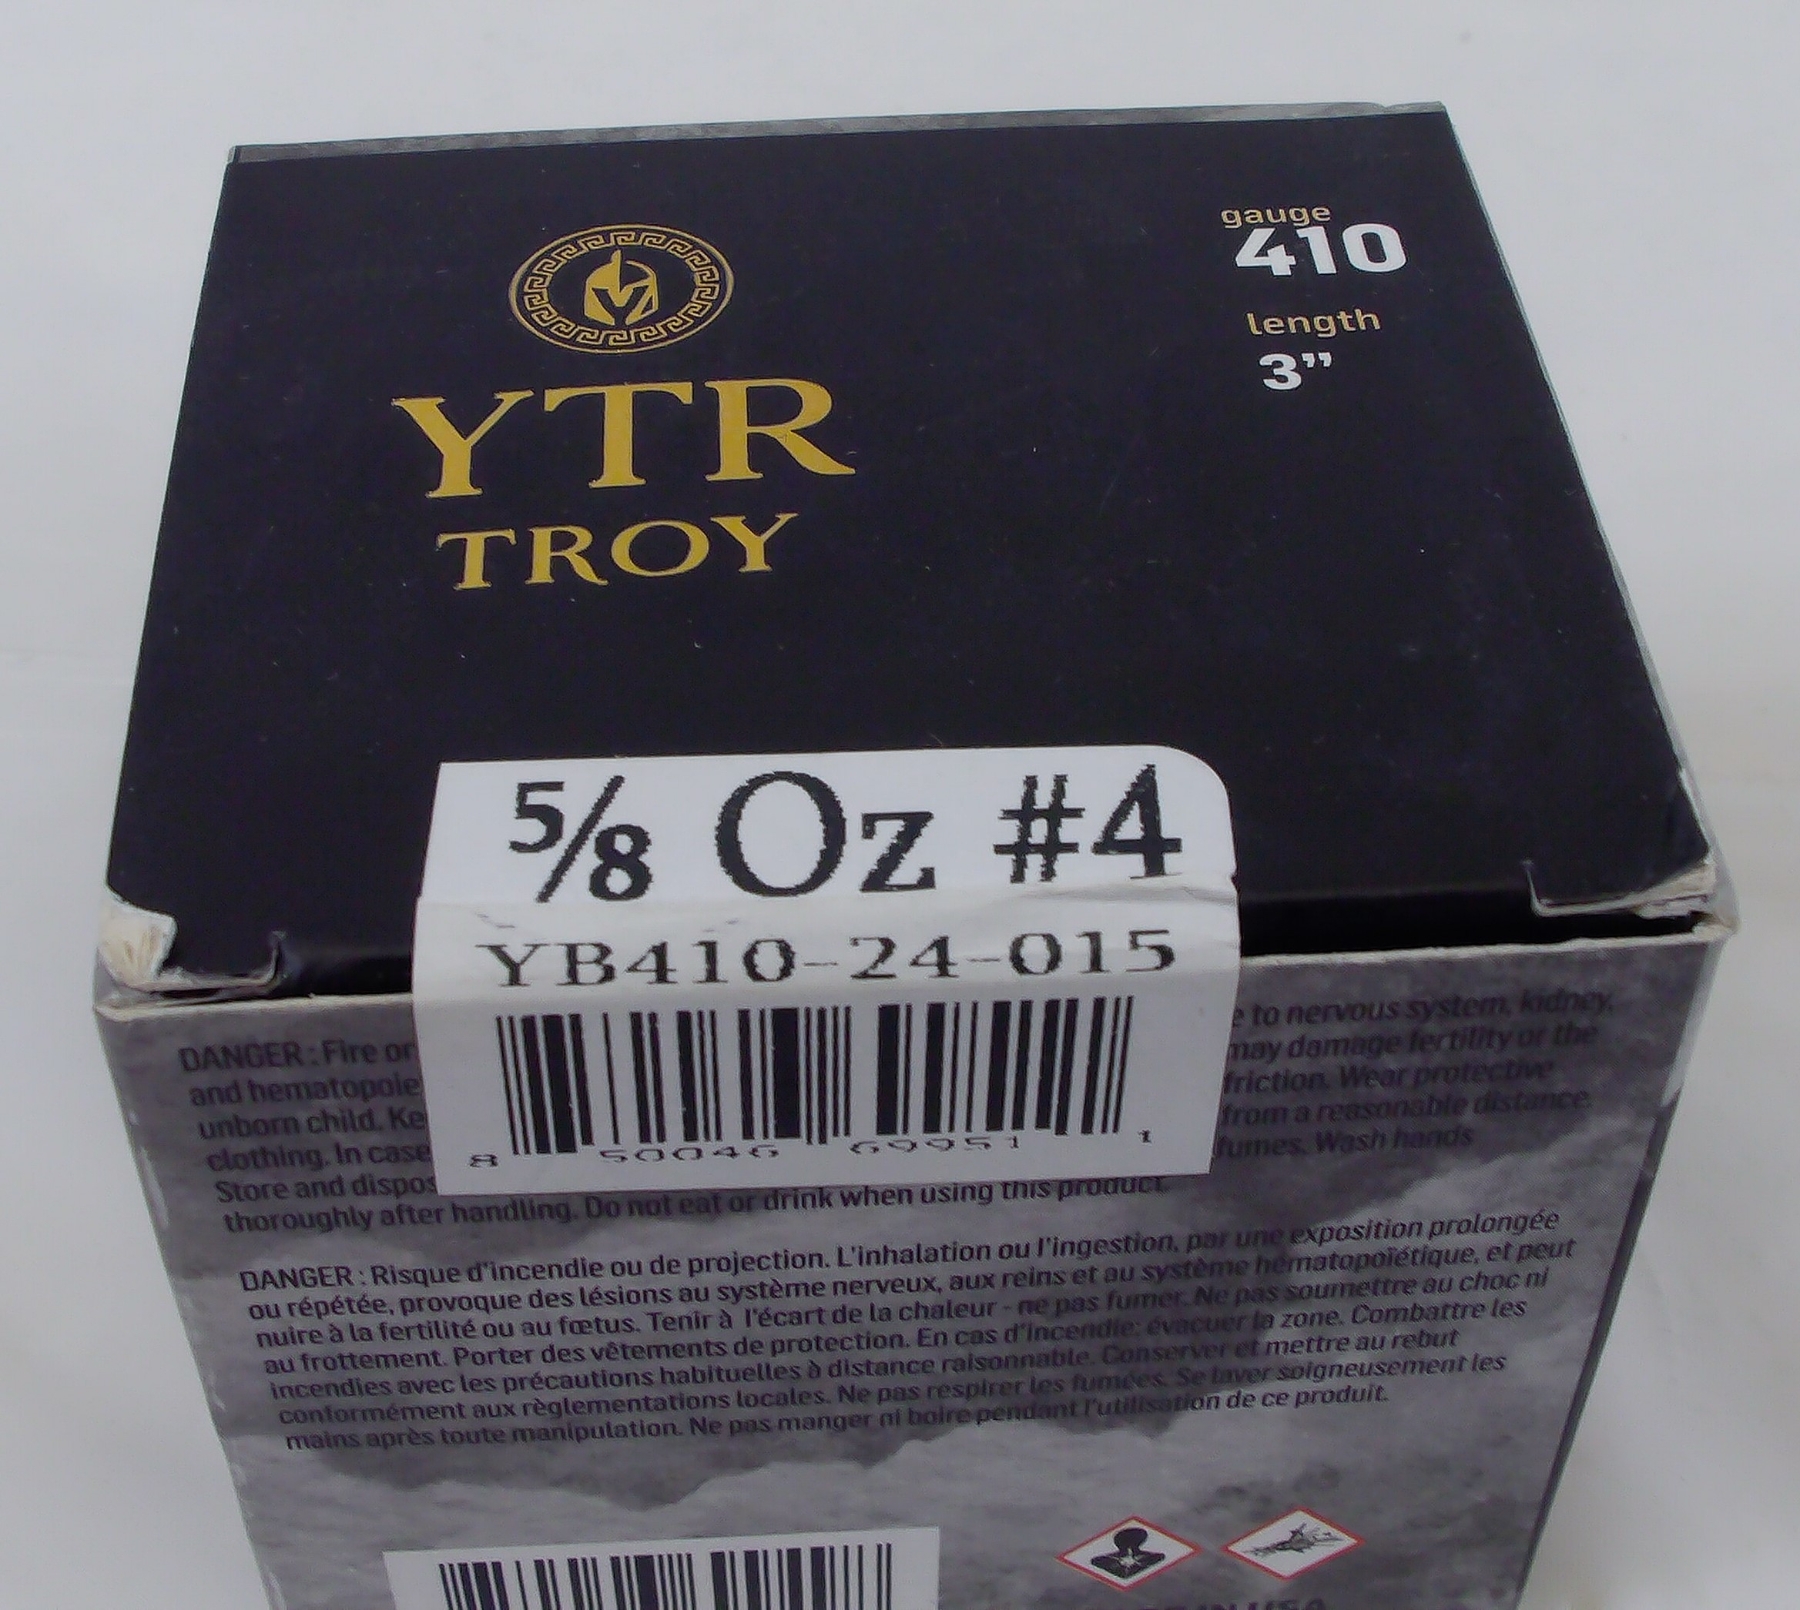 gauge
410
length
3”
YTR
TROY
5/8 Oz #4
YB410-24-015
8 50046 69951 1
DANGER : Fire or e to nervous system, kidney,
and hematopoie may damage fertility or the
unborn child. Ke friction. Wear protective
clothing. In case from a reasonable distance.
Store and dispos fumes. Wash hands
thoroughly after handling. Do not eat or drink when using this product.
DANGER : Risque d'incendie ou de projection. L'inhalation ou l'ingestion, par une exposition prolongée
ou répétée, provoque des lésions au système nerveux, aux reins et au système hématopoïétique, et peut
nuire à la fertilité ou au fœtus. Tenir à l'écart de la chaleur - ne pas fumer. Ne pas soumettre au choc ni
au frottement. Porter des vêtements de protection. En cas d'incendie: évacuer la zone. Combattre les
incendies avec les précautions habituelles à distance raisonnable. Conserver et mettre au rebut
conformément aux règlementations locales. Ne pas respirer les fumées. Se laver soigneusement les
mains après toute manipulation. Ne pas manger ni boire pendant l'utilisation de ce produit.
IN USA